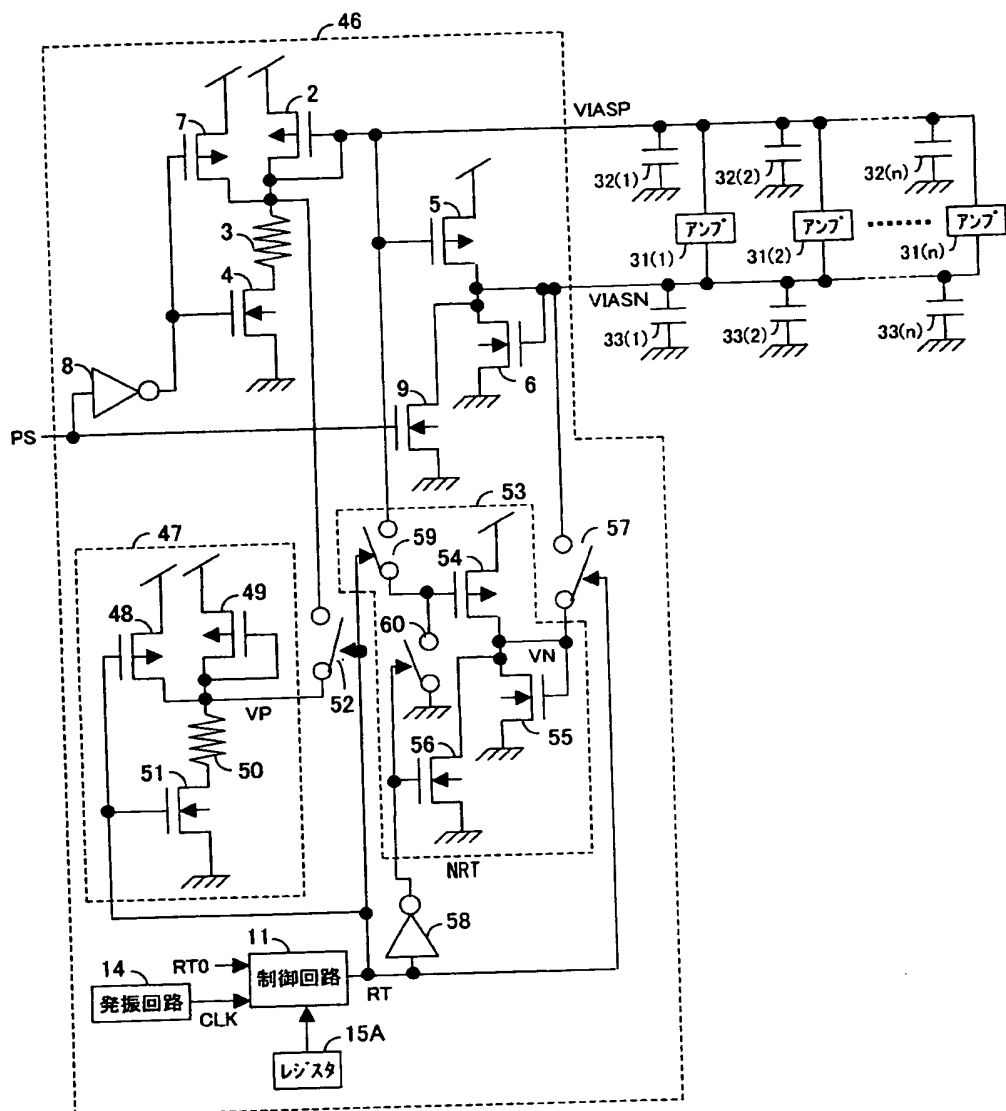 46
VIASP
7
2
32(1)
32(2)
32(n)
5
3
アンプ
アンプ
アンプ
31(1)
31(2)
31(n)
4
VIASN
33(1)
33(2)
33(n)
8
9
6
PS
53
57
47
59
54
48
49
60
VN
52
VP
55
51
50
56
NRT
58
11
14
RT0
制御回路
RT
発振回路
CLK
15A
レジスタ